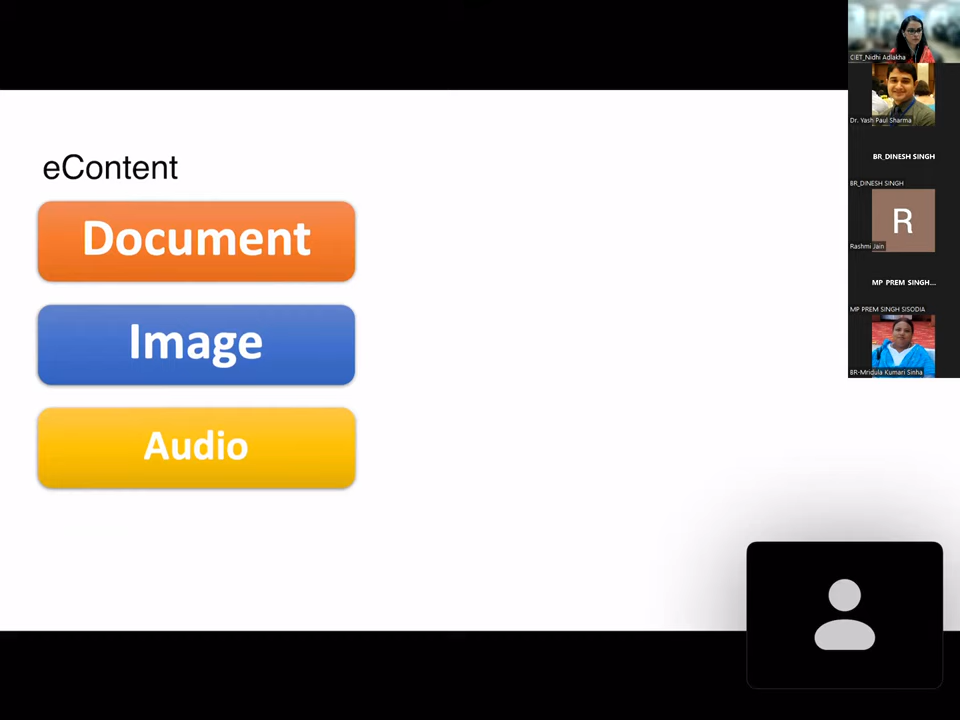 eContent
Document
Image
Audio
CIET_Nidhi Adlakha
Dr. Yash Paul Sharma
BR_DINESH SINGH
BR_DINESH SINGH
R
Rashmi Jain
MP PREM SINGH...
MP PREM SINGH SISODIA
BR-Mridula Kumari Sinha